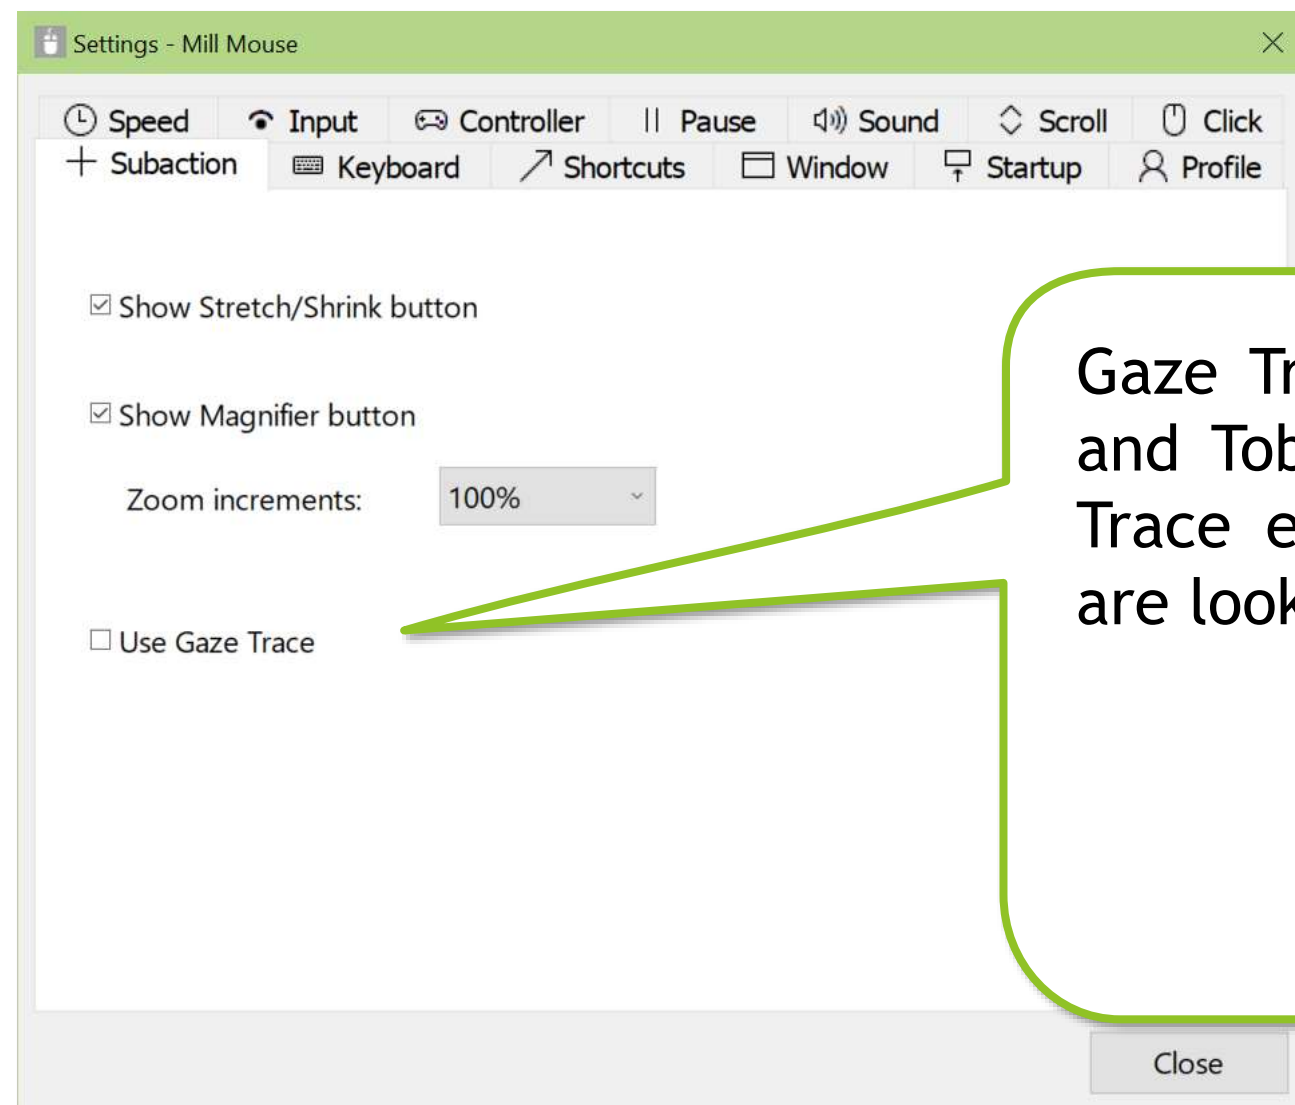 Settings - Mill Mouse
Speed Input Controller Pause Sound Scroll Click
Subaction Keyboard Shortcuts Window Startup Profile
Show Stretch/Shrink button
Show Magnifier button
Zoom increments: 100%
Use Gaze Trace
Gaze
and
Trace
are
Close